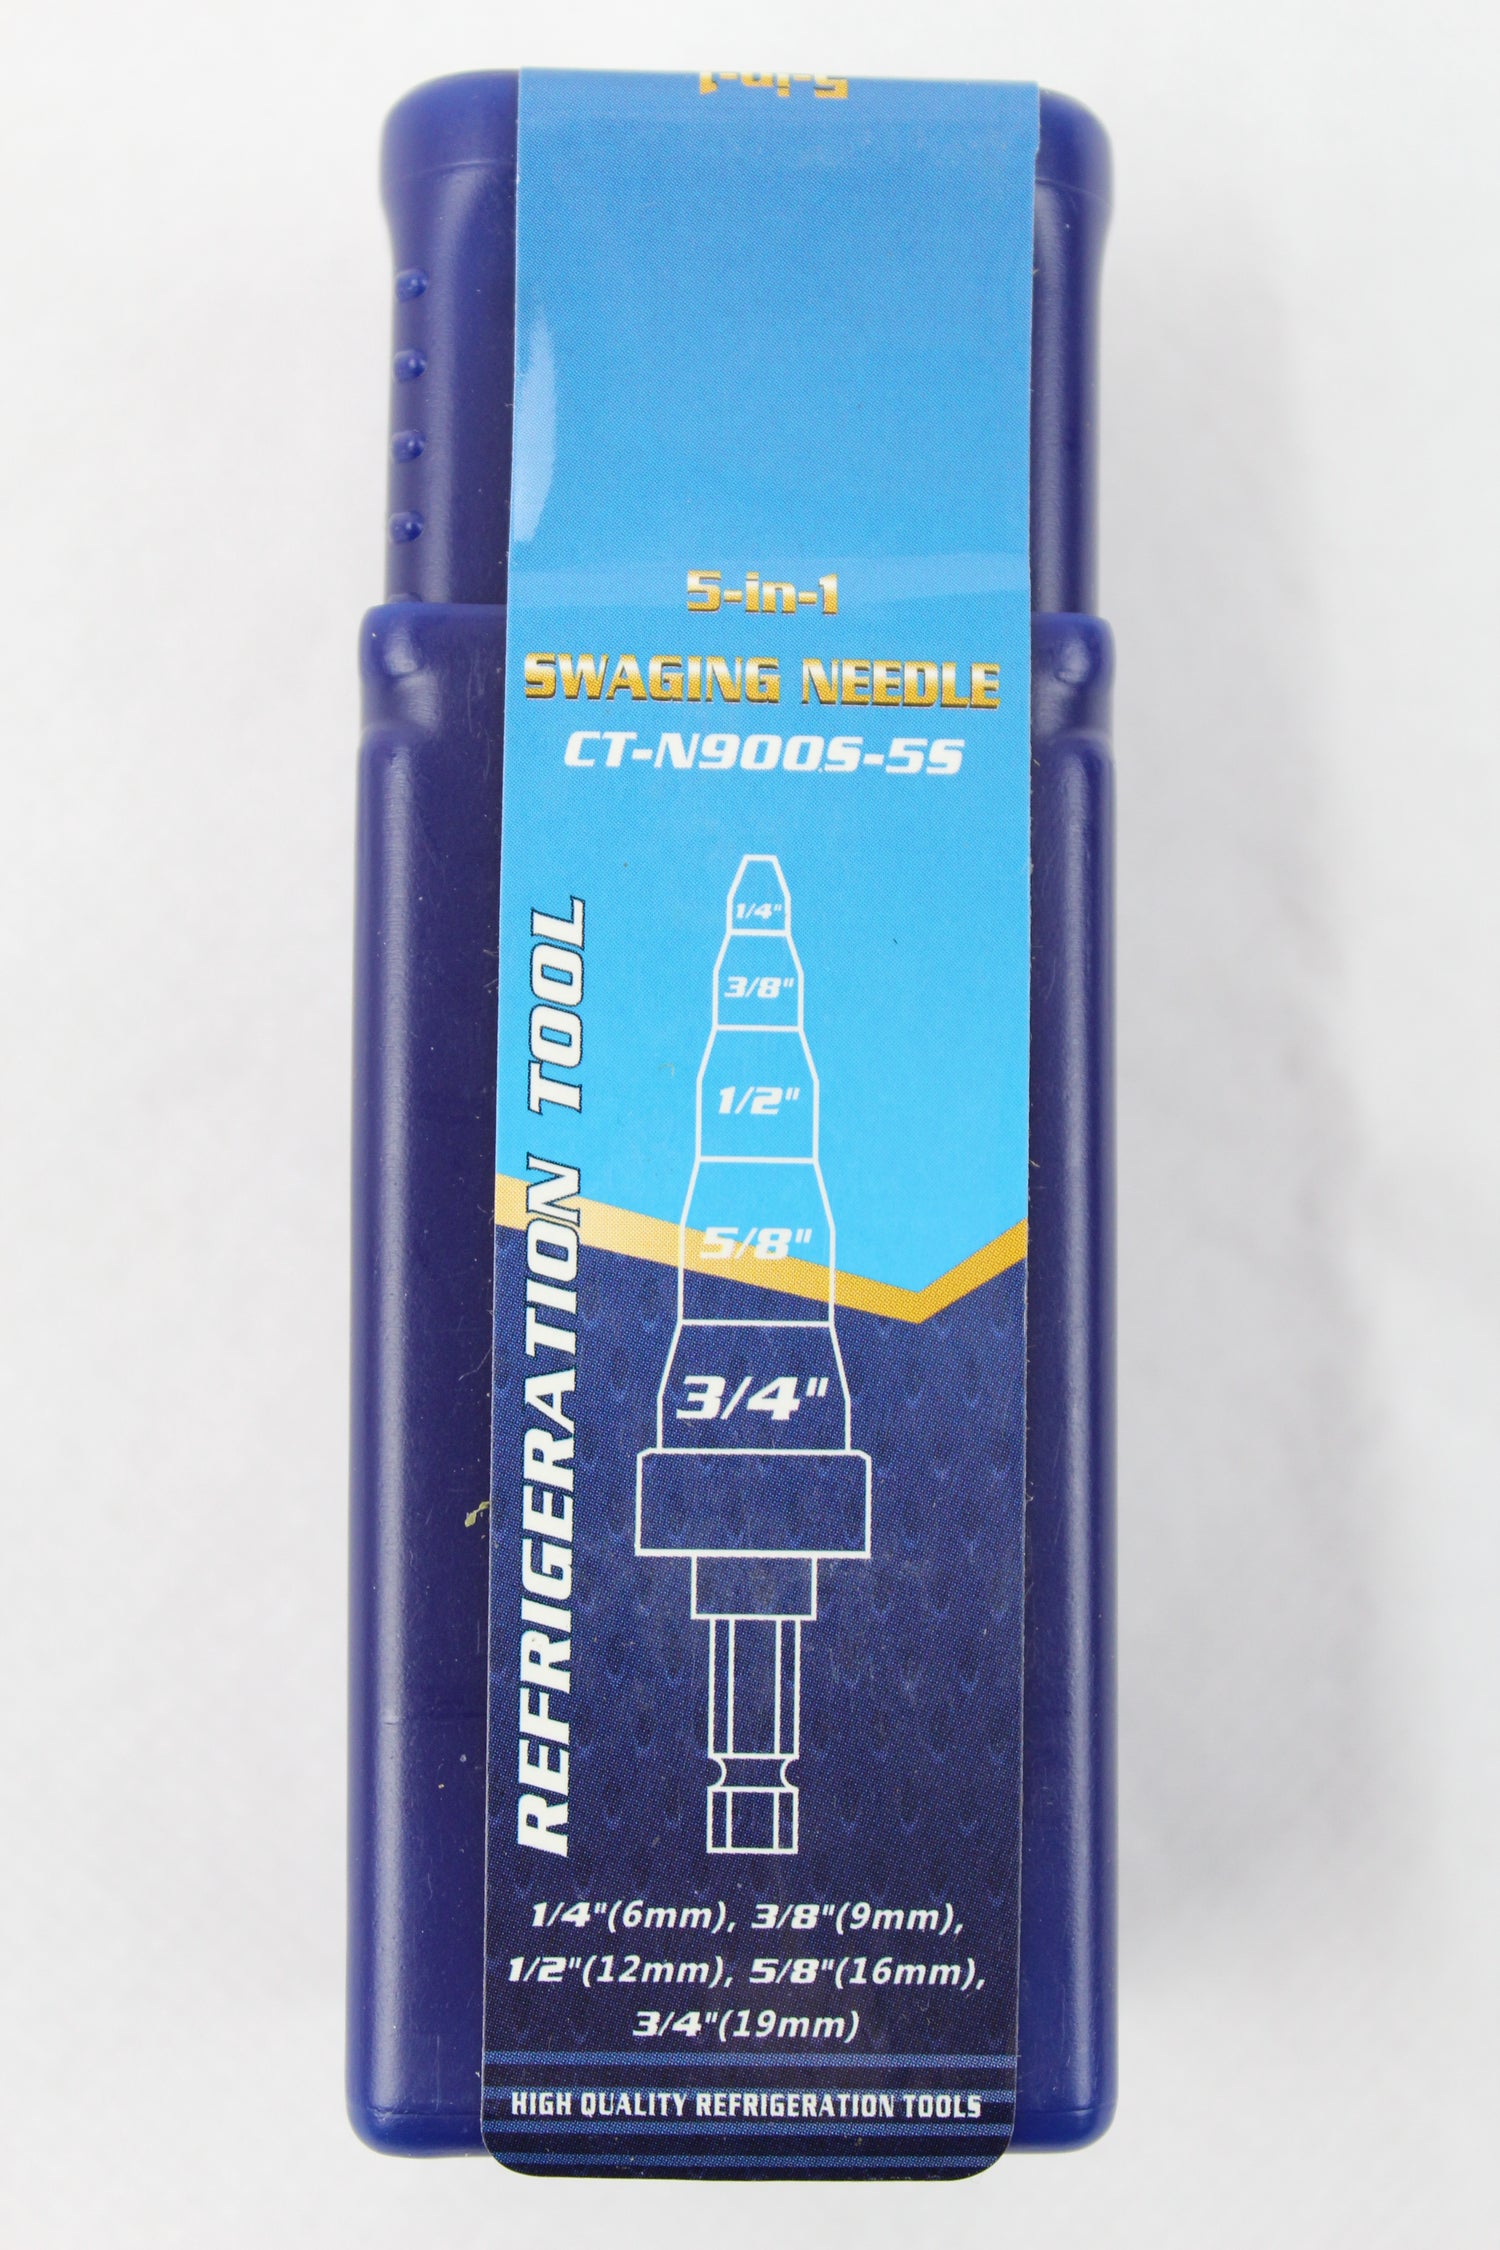 5-in-1
5-in-1
SWAGING NEEDLE
CT-N900S-5S
REFRIGERATION TOOL
1/4"
3/8"
1/2"
5/8"
3/4"
1/4"(6mm), 3/8"(9mm),
1/2"(12mm), 5/8"(16mm),
3/4"(19mm)
HIGH QUALITY REFRIGERATION TOOLS